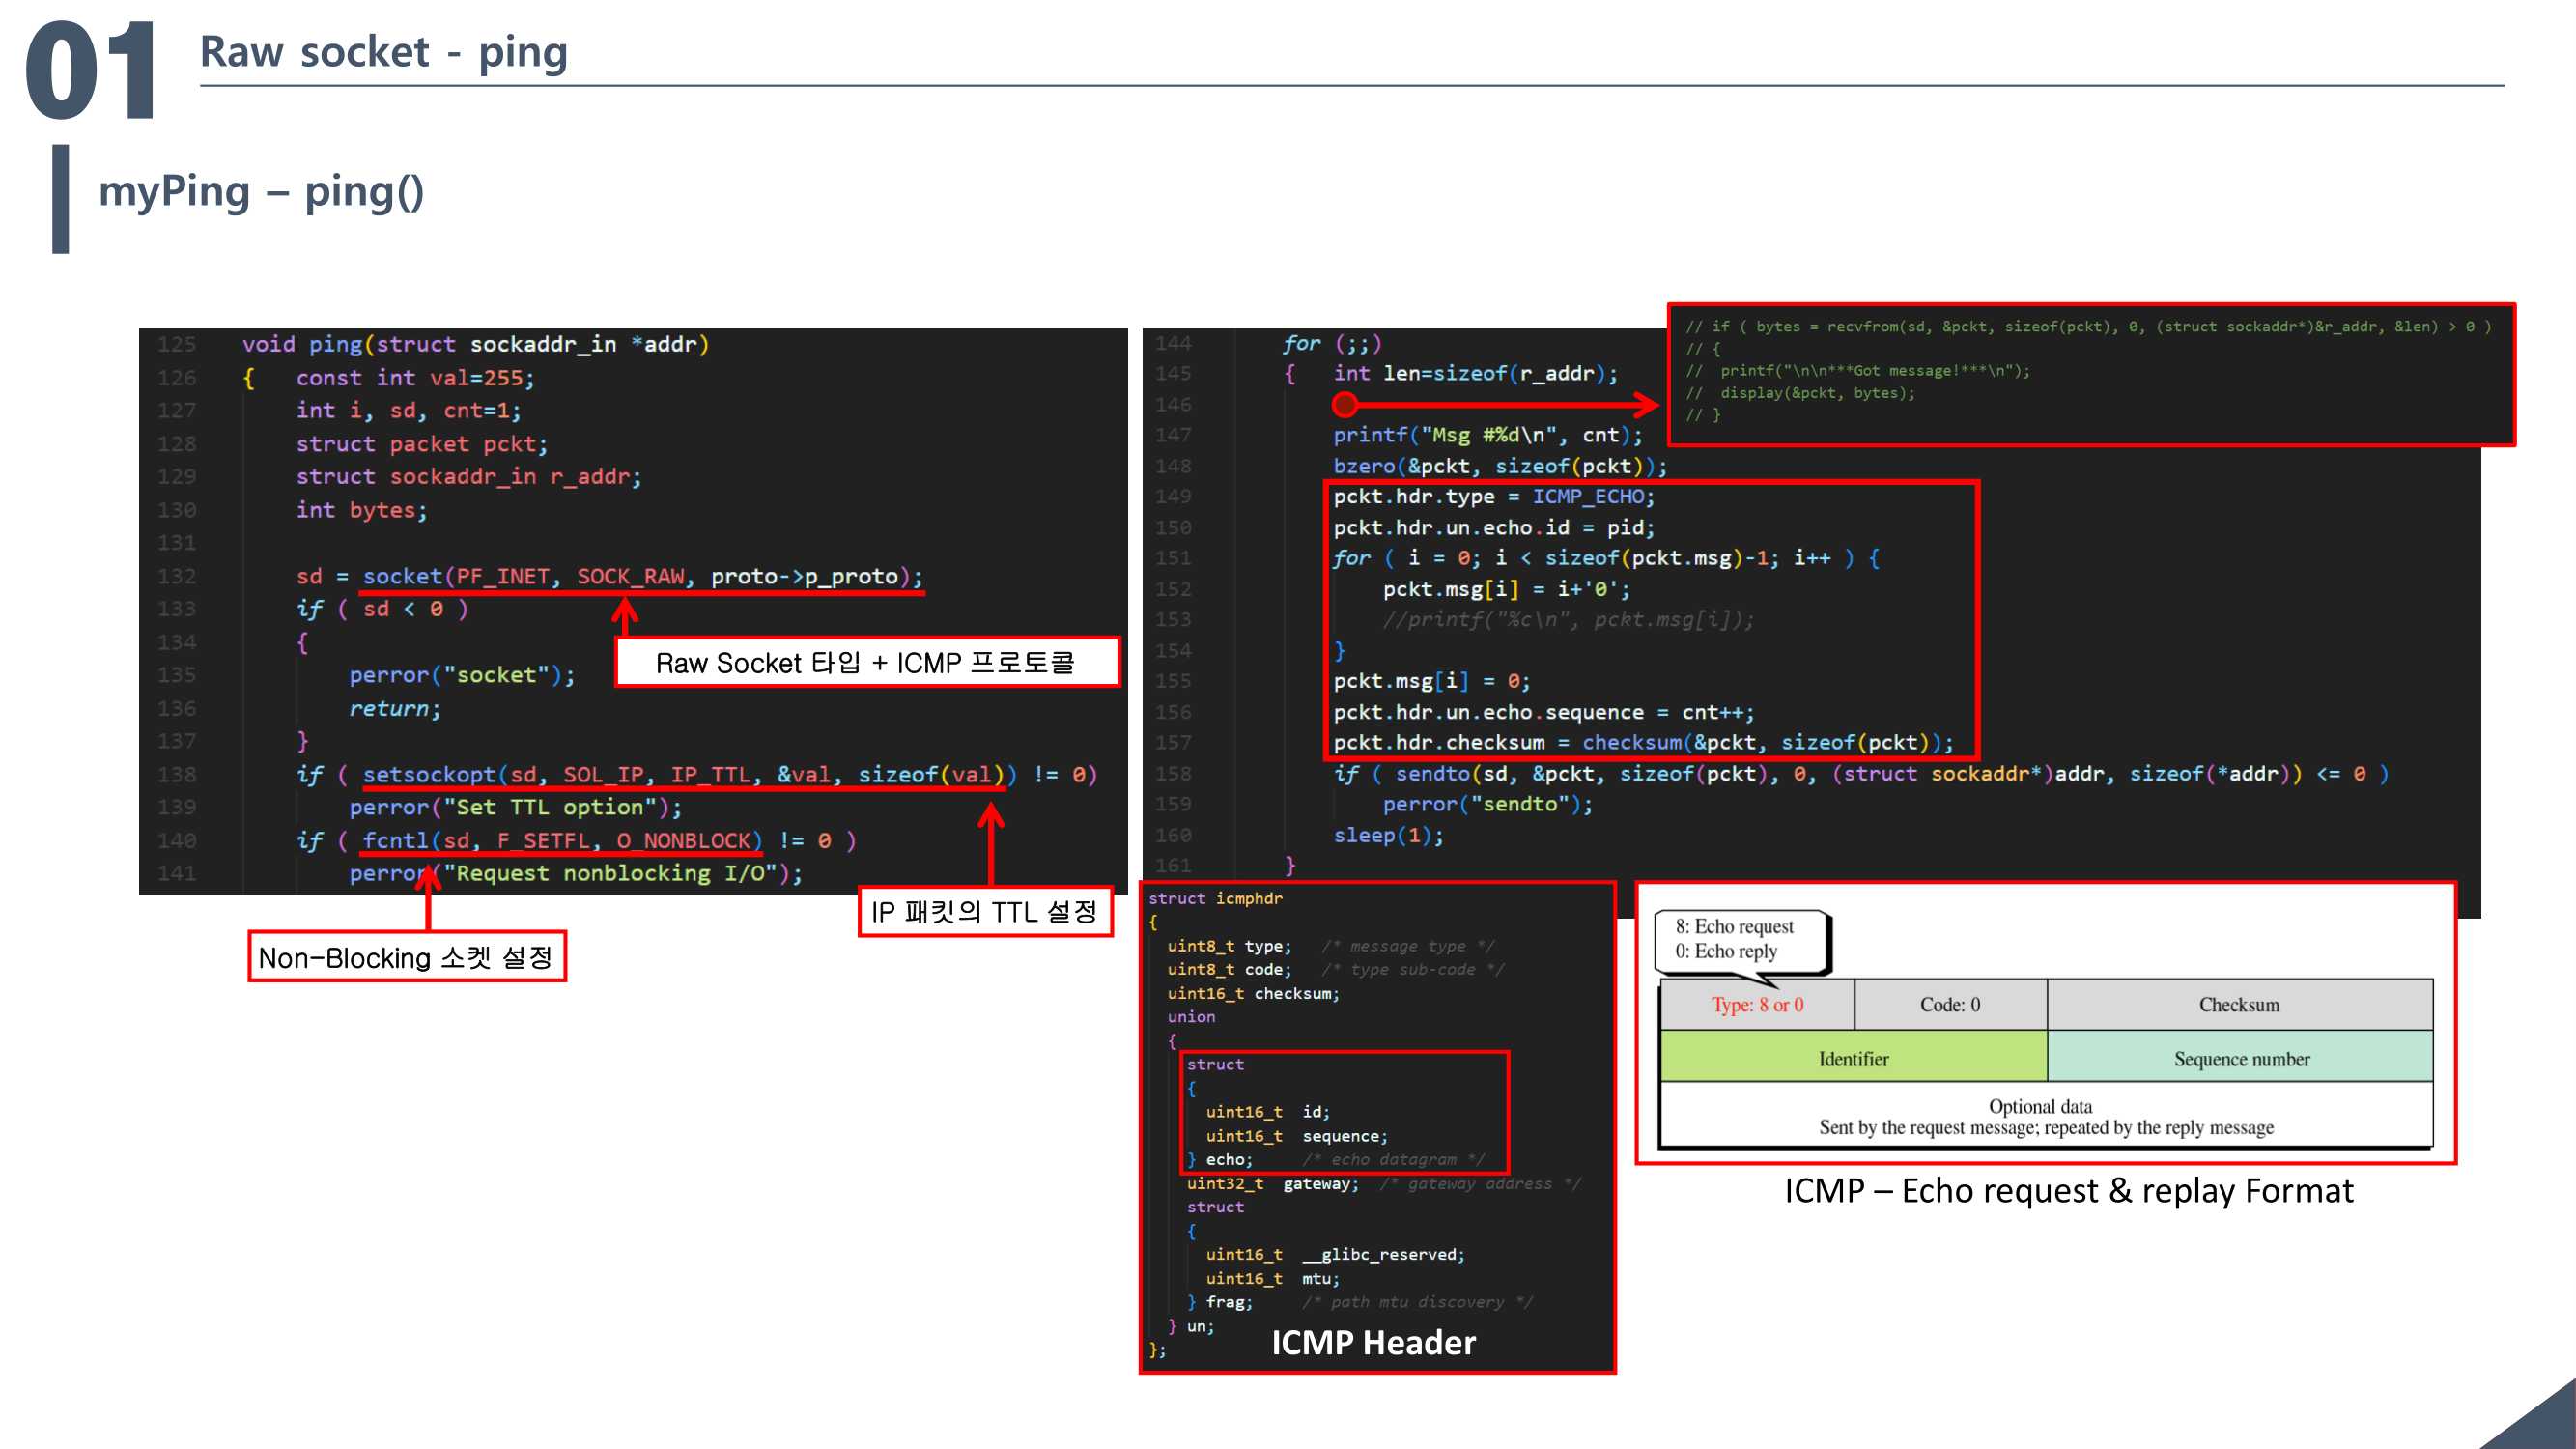 01
Raw socket - ping
myPing – ping()
125 void ping(struct sockaddr_in *addr)
126 { const int val=255;
127 int i, sd, cnt=1;
128 struct packet pckt;
129 struct sockaddr_in r_addr;
130 int bytes;
131
132 sd = socket(PF_INET, SOCK_RAW, proto->p_proto);
133 if ( sd < 0 )
134 {
135 perror("socket");
136 return;
137 }
138 if ( setsockopt(sd, SOL_IP, IP_TTL, &val, sizeof(val)) != 0)
139 perror("Set TTL option");
140 if ( fcntl(sd, F_SETFL, O_NONBLOCK) != 0 )
141 perror("Request nonblocking I/O");
Raw Socket 타입 + ICMP 프로토콜
IP 패킷의 TTL 설정
Non-Blocking 소켓 설정
144 for (;;)
145 { int len=sizeof(r_addr);
146
147 printf("Msg #%d\n", cnt);
148 bzero(&pckt, sizeof(pckt));
149 pckt.hdr.type = ICMP_ECHO;
150 pckt.hdr.un.echo.id = pid;
151 for ( i = 0; i < sizeof(pckt.msg)-1; i++ ) {
152 pckt.msg[i] = i+'0';
153 //printf("%c\n", pckt.msg[i]);
154 }
155 pckt.msg[i] = 0;
156 pckt.hdr.un.echo.sequence = cnt++;
157 pckt.hdr.checksum = checksum(&pckt, sizeof(pckt));
158 if ( sendto(sd, &pckt, sizeof(pckt), 0, (struct sockaddr*)addr, sizeof(*addr)) <= 0 )
159 perror("sendto");
160 sleep(1);
161 }
// if ( bytes = recvfrom(sd, &pckt, sizeof(pckt), 0, (struct sockaddr*)&r_addr, &len) > 0 )
// {
// printf("\n\n***Got message!***\n");
// display(&pckt, bytes);
// }
struct icmphdr
{
uint8_t type; /* message type */
uint8_t code; /* type sub-code */
uint16_t checksum;
union
{
struct
{
uint16_t id;
uint16_t sequence;
} echo; /* echo datagram */
uint32_t gateway; /* gateway address */
struct
{
uint16_t __glibc_reserved;
uint16_t mtu;
} frag; /* path mtu discovery */
} un;
};
ICMP Header
8: Echo request
0: Echo reply
Type: 8 or 0 Code: 0 Checksum
Identifier Sequence number
Optional data
Sent by the request message; repeated by the reply message
ICMP – Echo request & replay Format